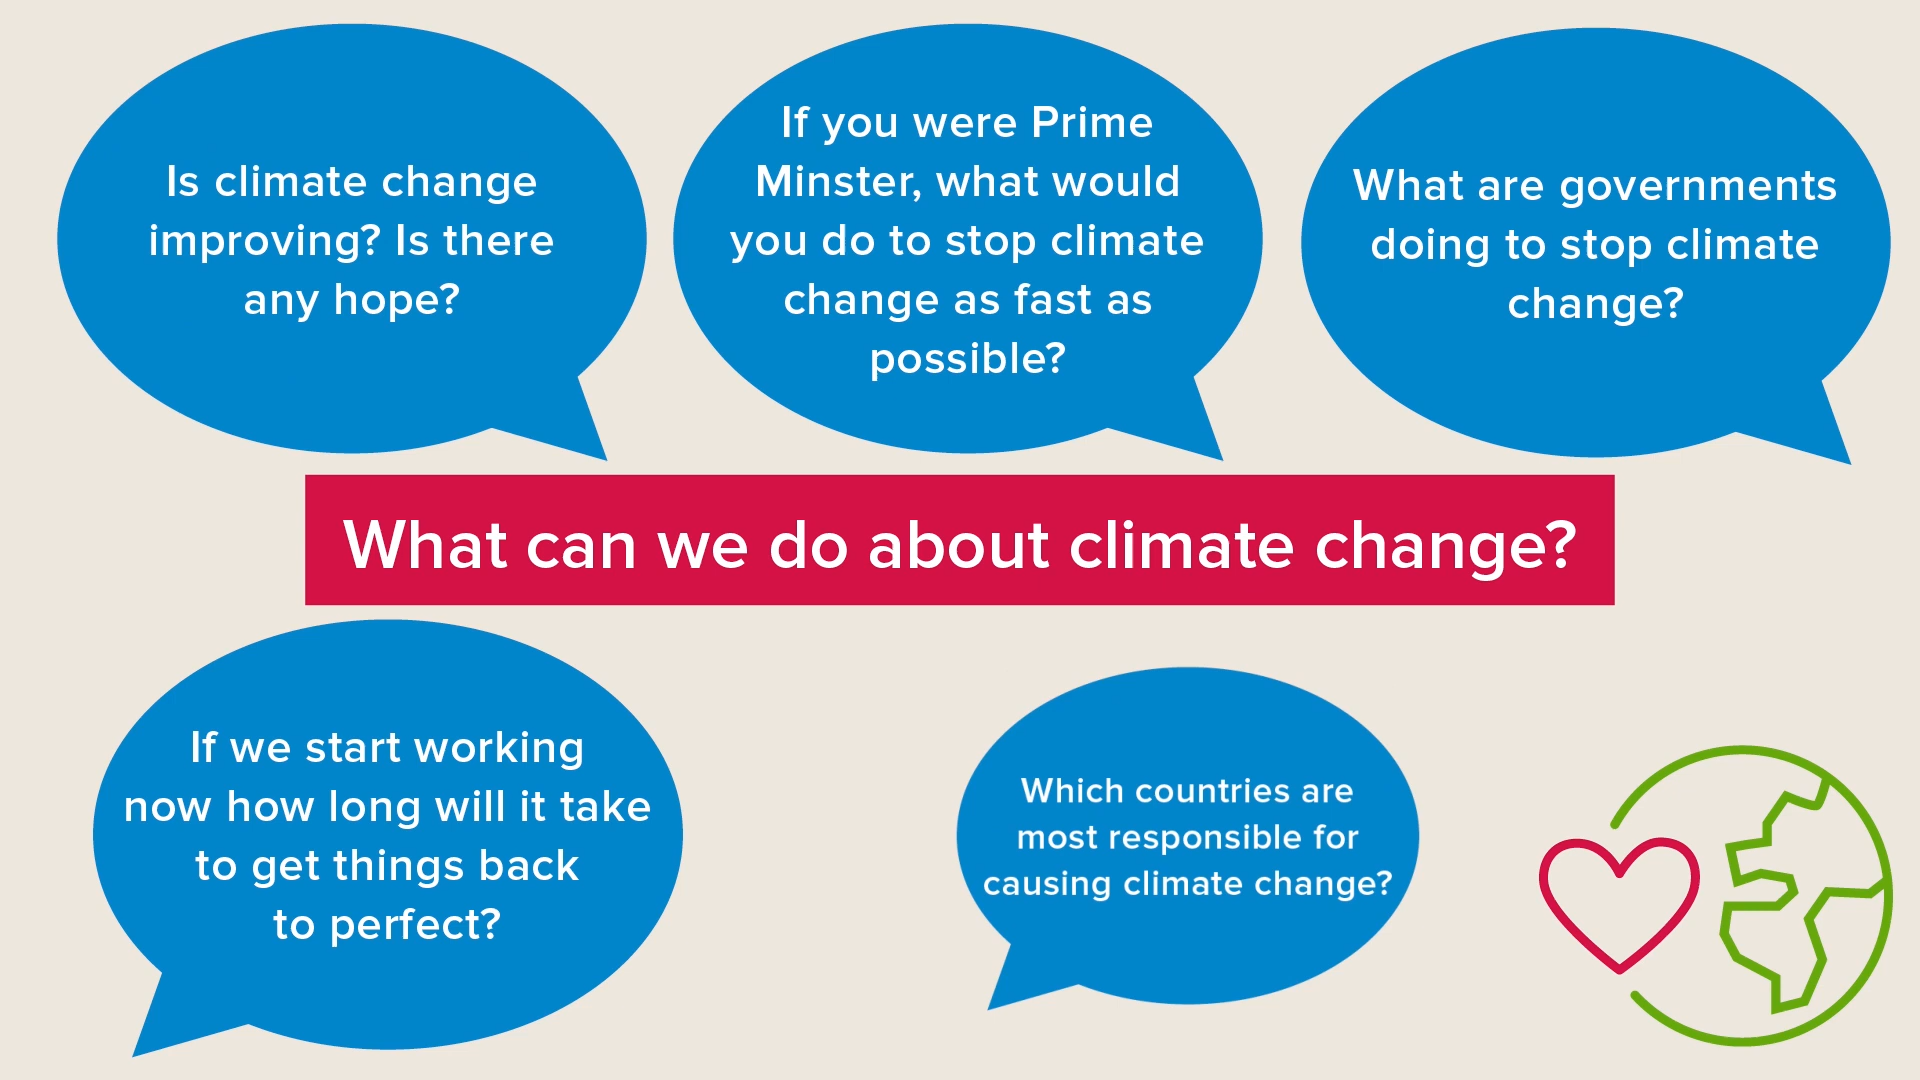 Is climate change
improving? Is there
any hope?
If you were Prime
Minster, what would
you do to stop climate
change as fast as
possible?
What are governments
doing to stop climate
change?
What can we do about climate change?
If we start working
now how long will it take
to get things back
to perfect?
Which countries are
most responsible for
causing climate change?